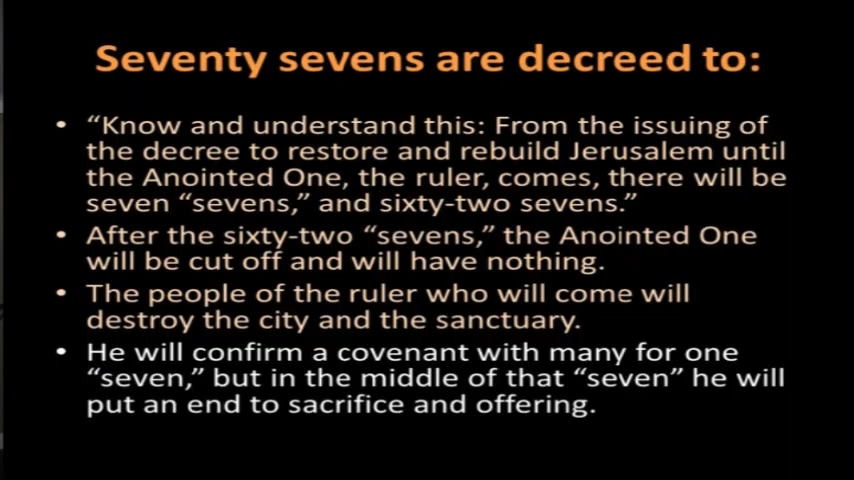 Seventy sevens are decreed to:
• “Know and understand this: From the issuing of
the decree to restore and rebuild Jerusalem until
the Anointed One, the ruler, comes, there will be
seven “sevens,” and sixty-two sevens.”
• After the sixty-two “sevens,” the Anointed One
will be cut off and will have nothing.
• The people of the ruler who will come will
destroy the city and the sanctuary.
• He will confirm a covenant with many for one
“seven,” but in the middle of that “seven” he will
put an end to sacrifice and offering.